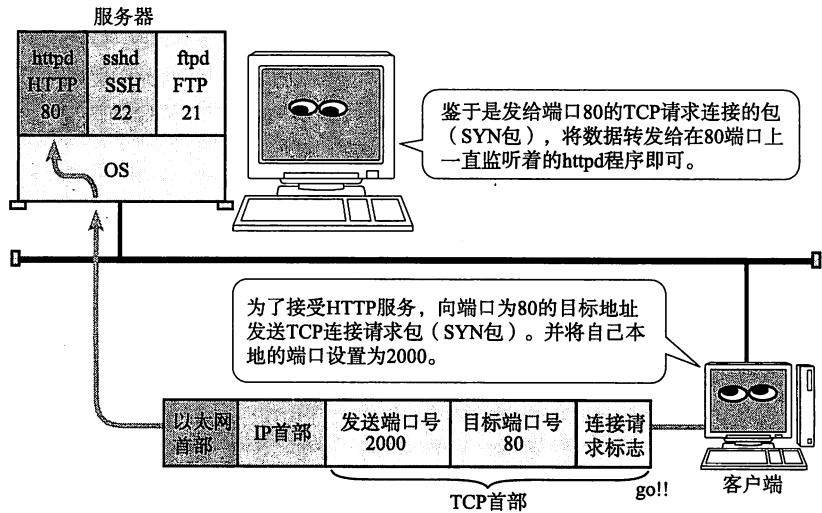 服务器
httpd
HTTP
80
sshd
SSH
22
ftpd
FTP
21
OS
鉴于是发给端口80的TCP请求连接的包
(SYN包),将数据转发给在80端口上
一直监听着的httpd程序即可。
为了接受HTTP服务,向端口为80的目标地址
发送TCP连接请求包(SYN包)。并将自己本
地的端口设置为2000。
以太网
首部
IP首部
发送端口号
2000
目标端口号
80
连接请
求标志
TCP首部
go!!
客户端